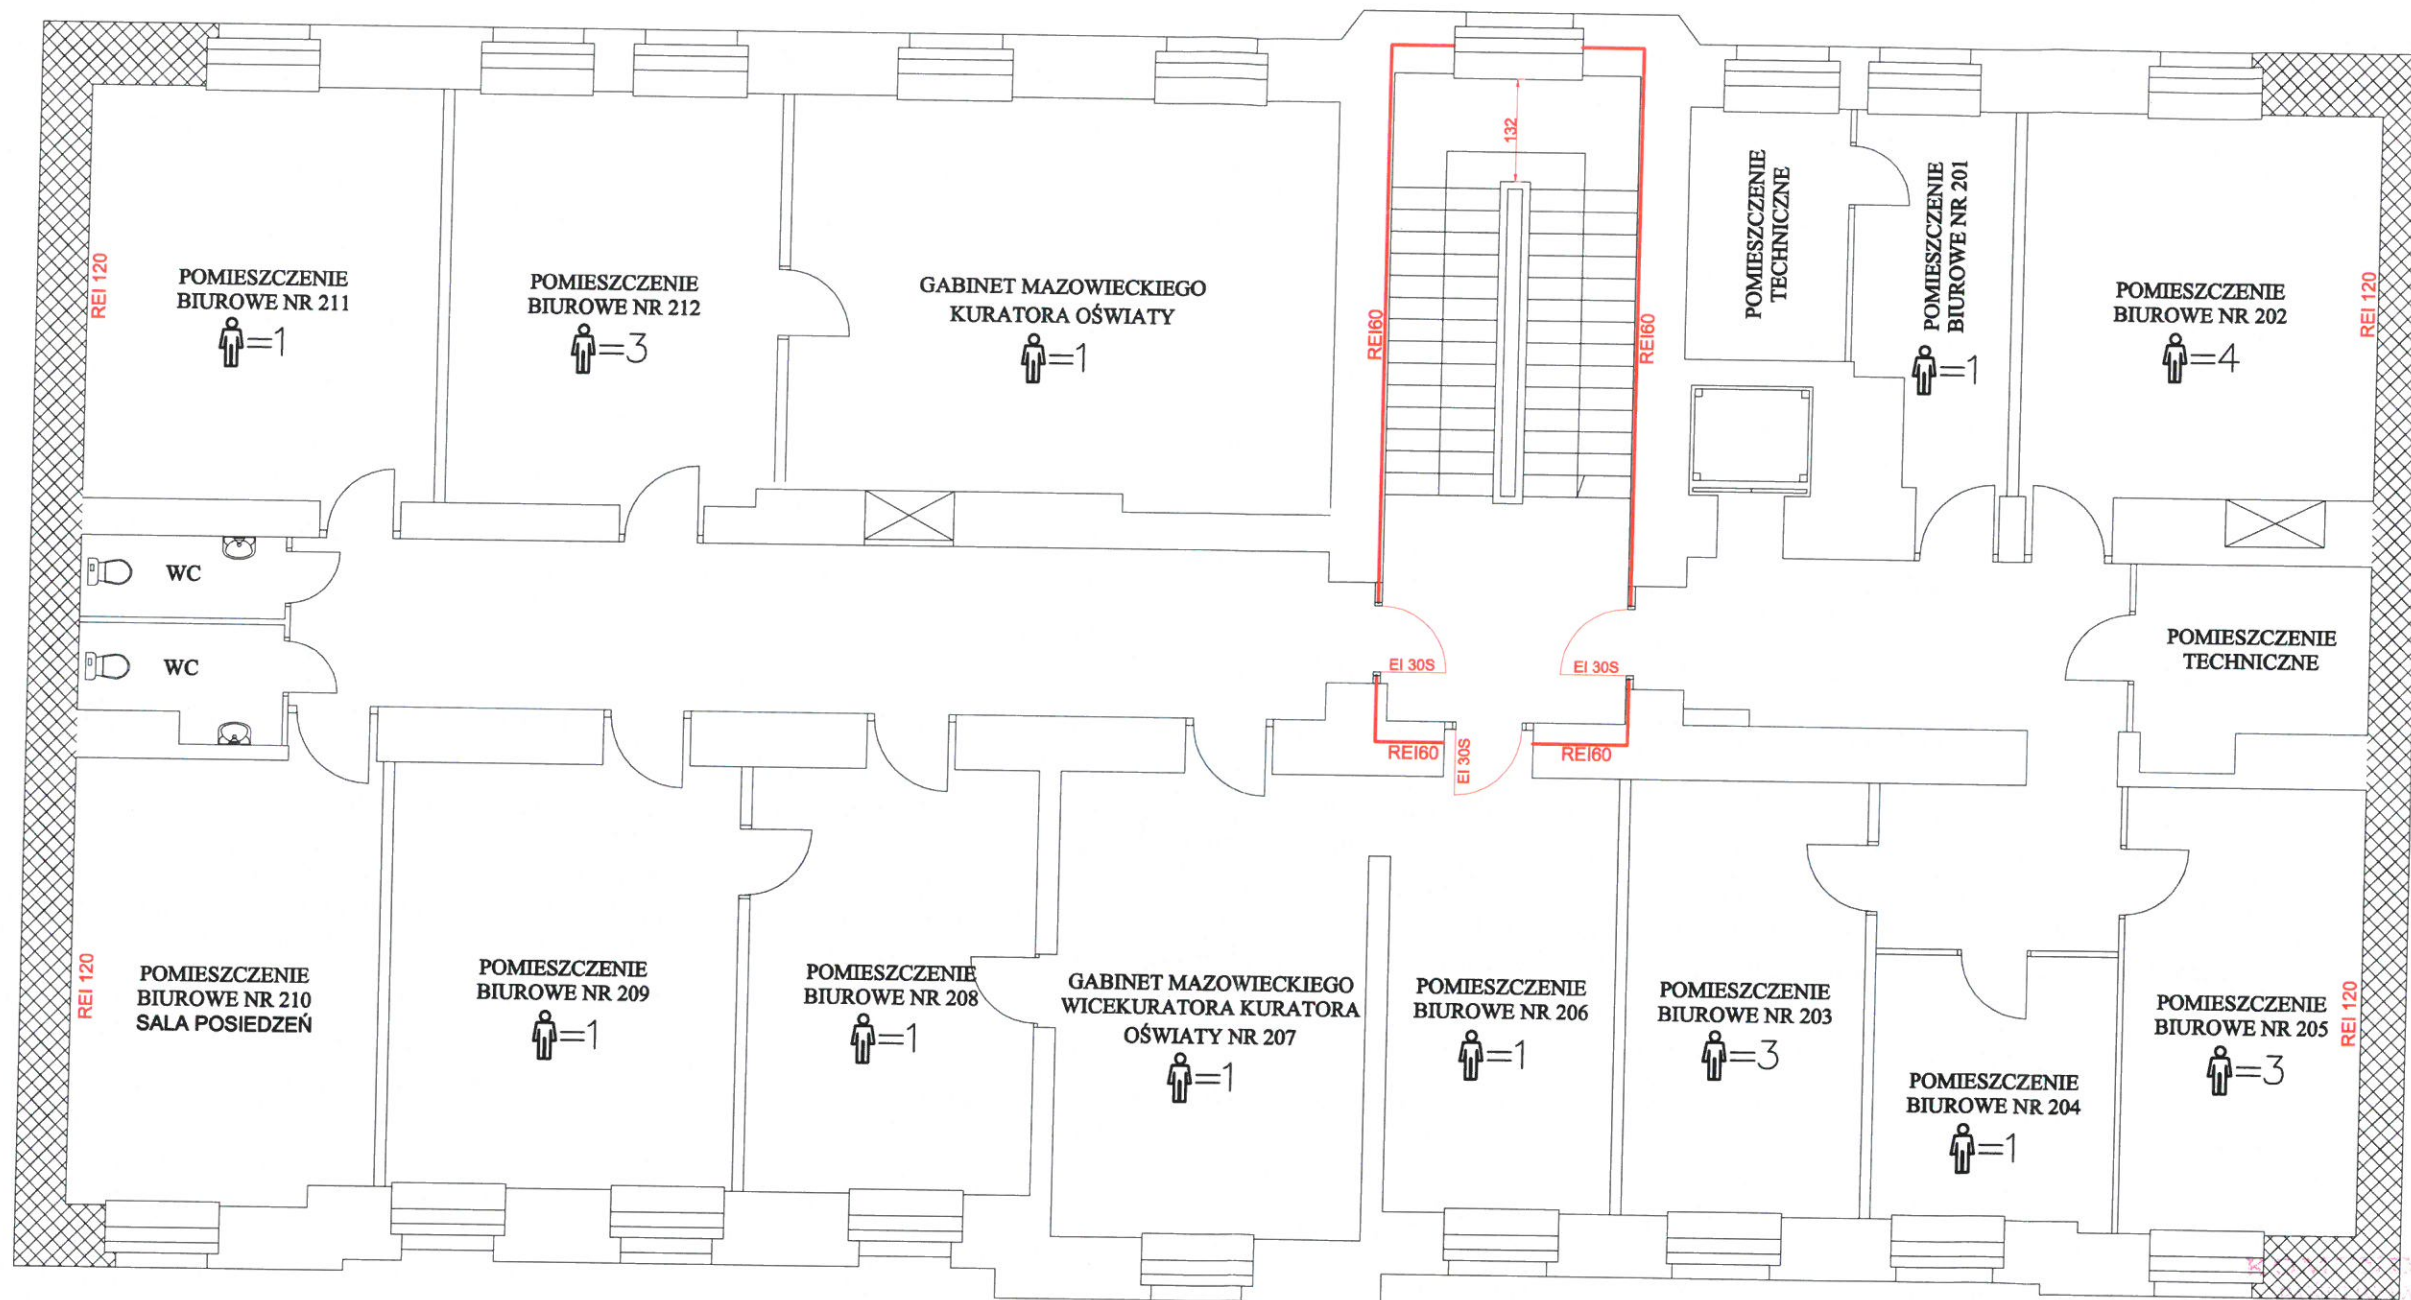 132
POMIESZCZENIE
TECHNICZNE
POMIESZCZENIE
BIUROWE NR 201
=1
REI 120
POMIESZCZENIE
BIUROWE NR 211
=1
POMIESZCZENIE
BIUROWE NR 212
=3
GABINET MAZOWIECKIEGO
KURATORA OŚWIATY
=1
REI60
REI60
POMIESZCZENIE
BIUROWE NR 202
=4
REI 120
WC
WC
EI 30S
EI 30S
POMIESZCZENIE
TECHNICZNE
REI60
EI 30S
REI60
REI 120
POMIESZCZENIE
BIUROWE NR 210
SALA POSIEDZEŃ
POMIESZCZENIE
BIUROWE NR 209
=1
POMIESZCZENIE
BIUROWE NR 208
=1
GABINET MAZOWIECKIEGO
WICEKURATORA KURATORA
OŚWIATY NR 207
=1
POMIESZCZENIE
BIUROWE NR 206
=1
POMIESZCZENIE
BIUROWE NR 203
=3
POMIESZCZENIE
BIUROWE NR 204
=1
POMIESZCZENIE
BIUROWE NR 205
=3
REI 120